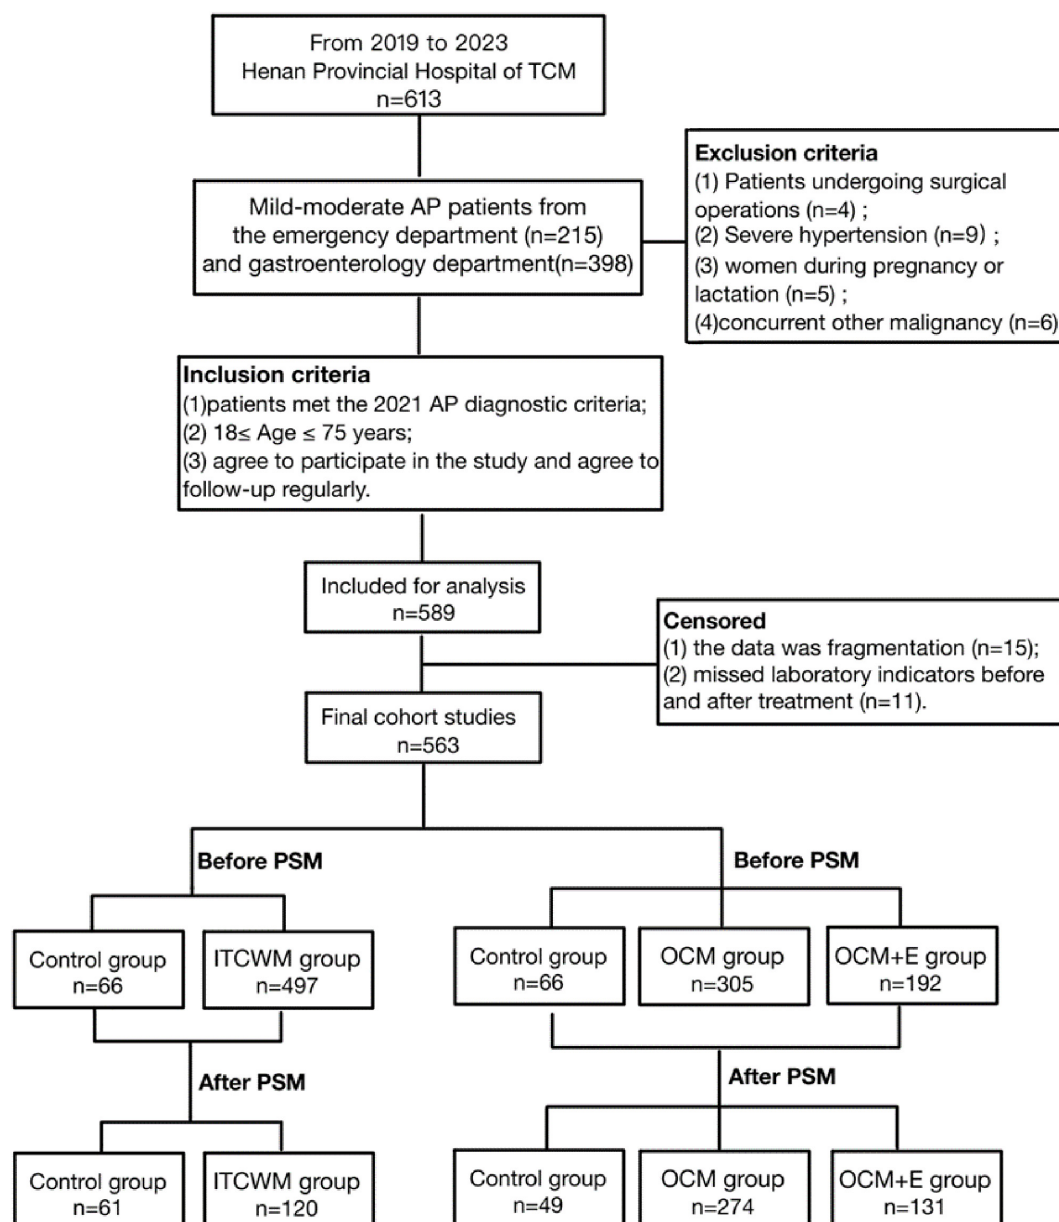 From 2019 to 2023
Henan Provincial Hospital of TCM
n=613
Mild-moderate AP patients from
the emergency department (n=215)
and gastroenterology department(n=398)
Exclusion criteria
(1) Patients undergoing surgical
operations (n=4) ;
(2) Severe hypertension (n=9) ;
(3) women during pregnancy or
lactation (n=5) ;
(4)concurrent other malignancy (n=6)
Inclusion criteria
(1)patients met the 2021 AP diagnostic criteria;
(2) 18≤ Age ≤ 75 years;
(3) agree to participate in the study and agree to
follow-up regularly.
Included for analysis
n=589
Censored
(1) the data was fragmentation (n=15);
(2) missed laboratory indicators before
and after treatment (n=11).
Final cohort studies
n=563
Before PSM
Control group
n=66
ITCWM group
n=497
After PSM
Control group
n=61
ITCWM group
n=120
Before PSM
Control group
n=66
OCM group
n=305
OCM+E group
n=192
After PSM
Control group
n=49
OCM group
n=274
OCM+E group
n=131